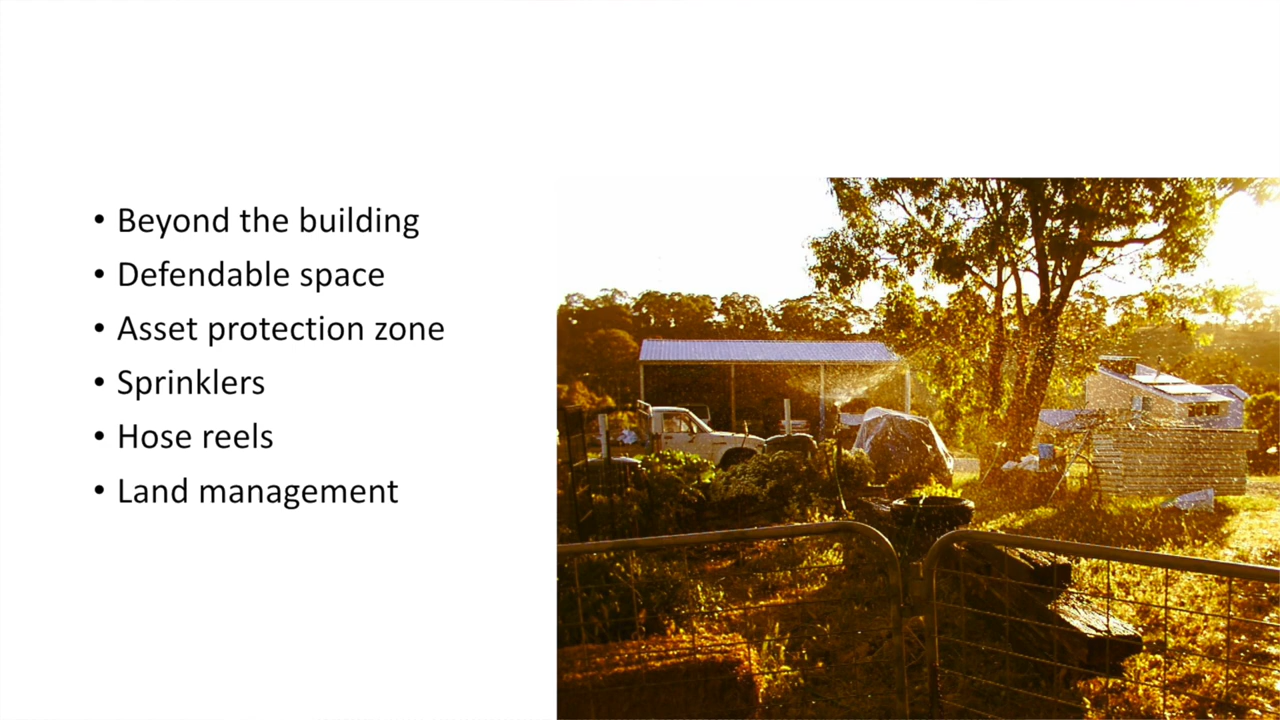 • Beyond the building
• Defendable space
• Asset protection zone
• Sprinklers
• Hose reels
• Land management